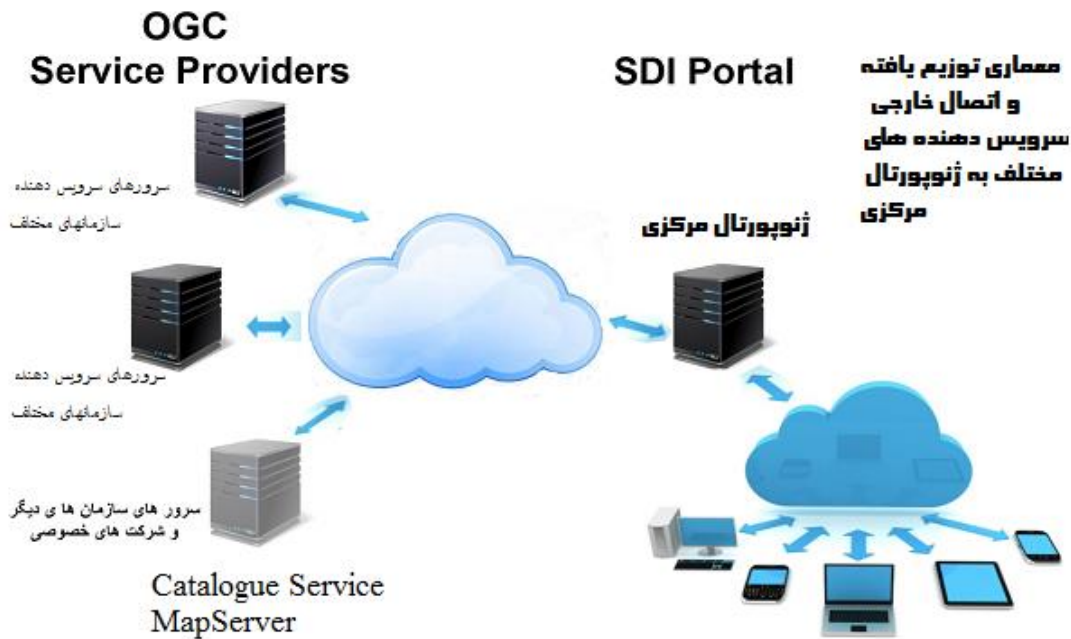 OGC
Service Providers
SDI Portal
معماری توزیع یافته
و اتصال خارجی
سرویس دهنده های
مختلف به ژئوپورتال
مرکزی
سرورهای سرویس دهنده
سازمانهای مختلف
ژئوپورتال مرکزی
سرورهای سرویس دهنده
سازمانهای مختلف
سرور های سازمان ها ی دیگر
و شرکت های خصوصی
Catalogue Service
MapServer